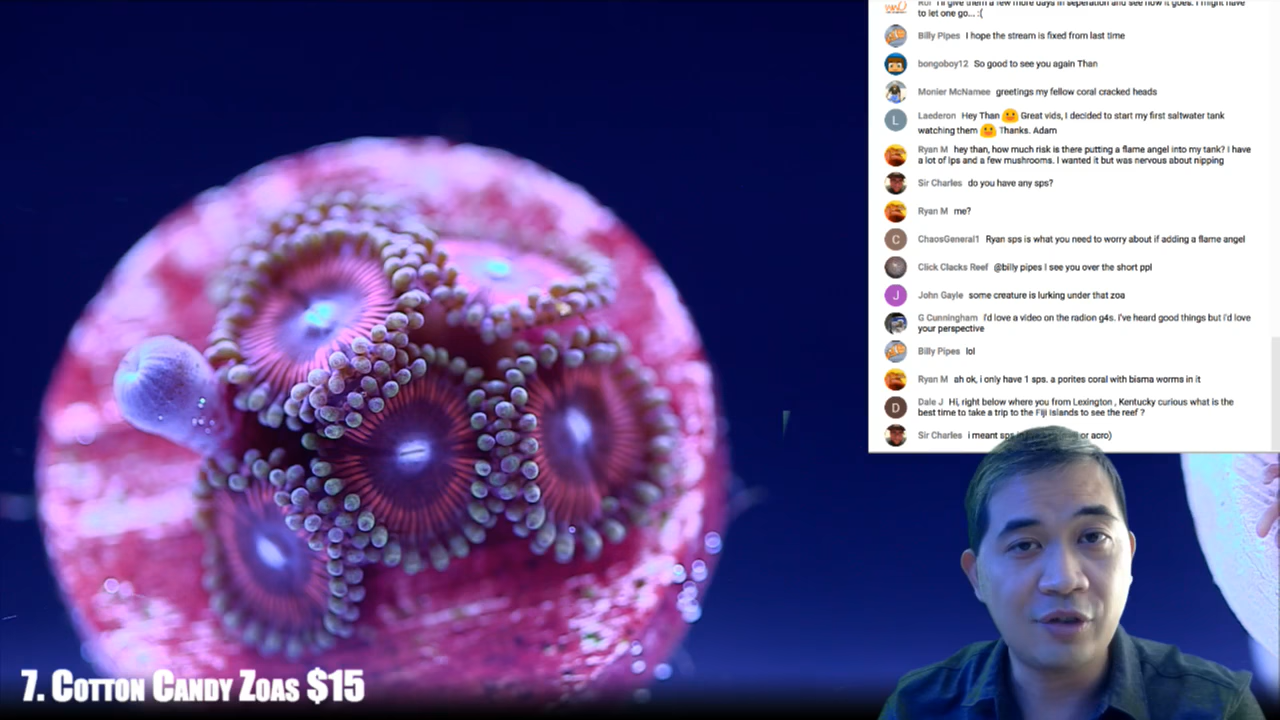 Rui I'll give them a few more days in seperation and see how it goes. I might have
to let one go... :(
Billy Pipes I hope the stream is fixed from last time
bongoboy12 So good to see you again Than
Monier McNamee greetings my fellow coral cracked heads
L
Laederon Hey Than Great vids, I decided to start my first saltwater tank
watching them Thanks. Adam
Ryan M hey than, how much risk is there putting a flame angel into my tank? I have
a lot of lps and a few mushrooms. I wanted it but was nervous about nipping
Sir Charles do you have any sps?
Ryan M me?
C
ChaosGeneral1 Ryan sps is what you need to worry about if adding a flame angel
Click Clacks Reef @billy pipes I see you over the short ppl
J
John Gayle some creature is lurking under that zoa
G Cunningham I'd love a video on the radion g4s. i've heard good things but i'd love
your perspective
Billy Pipes lol
Ryan M ah ok, i only have 1 sps. a porites coral with bisma worms in it
D
Dale J Hi, right below where you from Lexington , Kentucky curious what is the
best time to take a trip to the Fiji Islands to see the reef ?
Sir Charles i meant sps or acro)
7. Cotton Candy Zoas $15